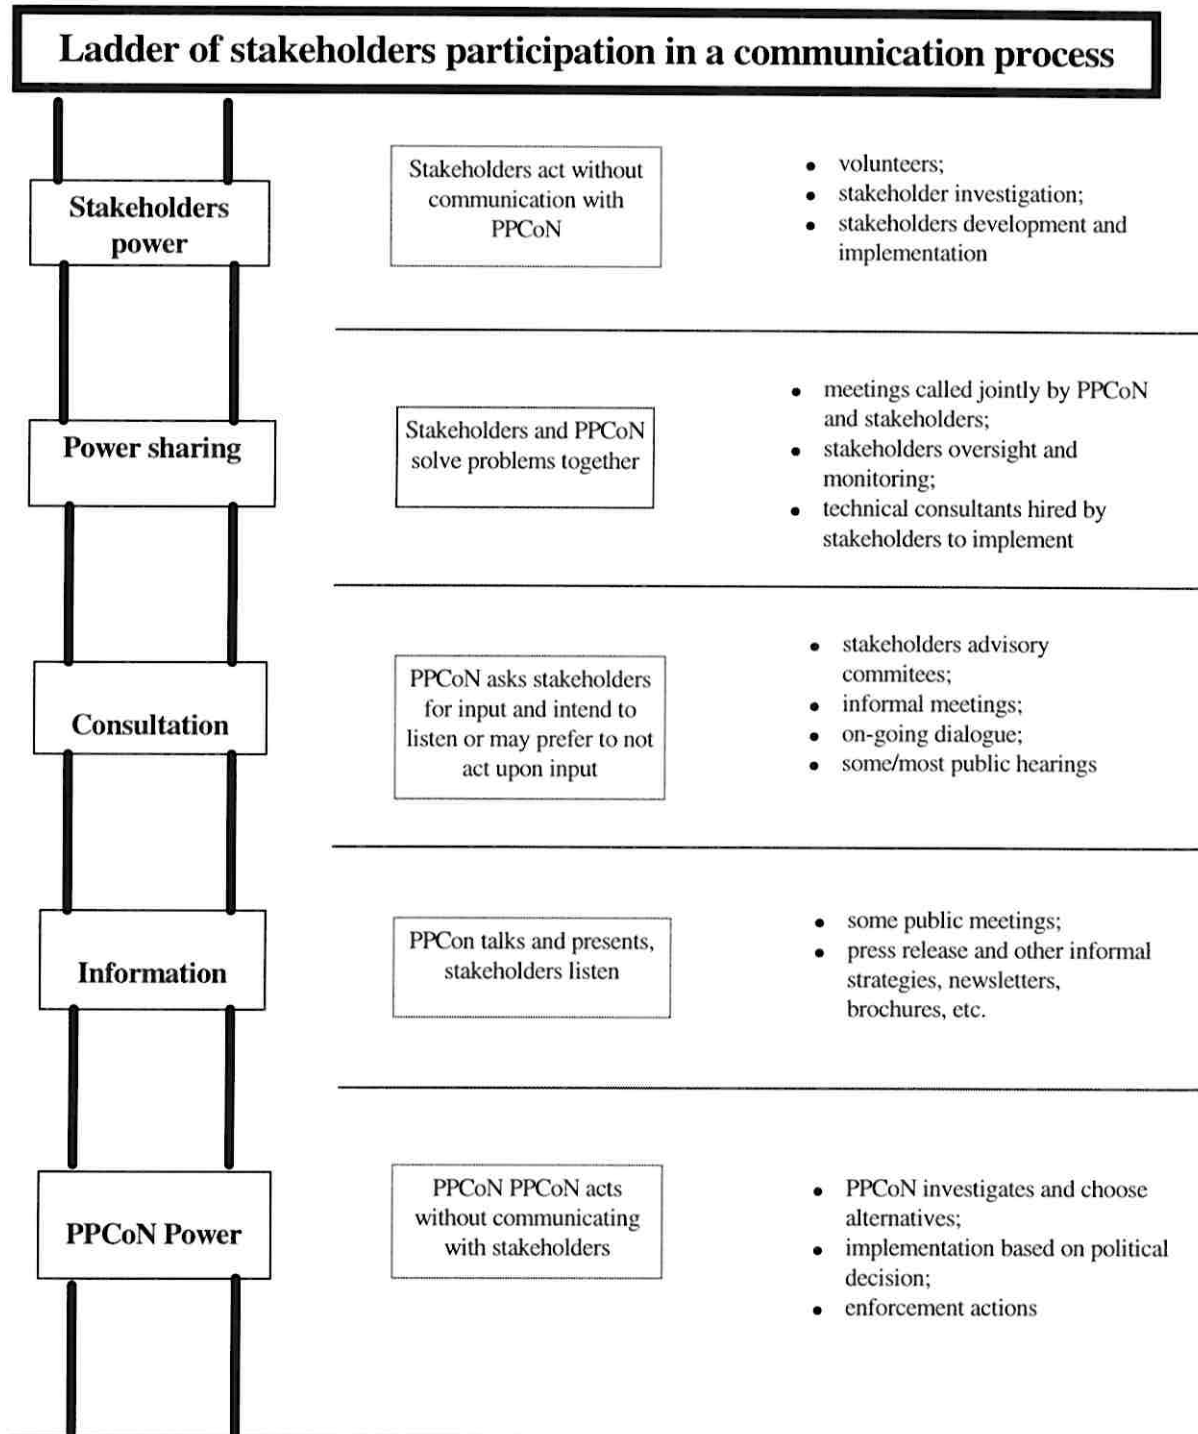 Ladder of stakeholders participation in a communication process
Stakeholders
power
Stakeholders act without
communication with
PPCoN
• volunteers;
• stakeholder investigation;
• stakeholders development and
implementation
Power sharing
Stakeholders and PPCoN
solve problems together
• meetings called jointly by PPCoN
and stakeholders;
• stakeholders oversight and
monitoring;
• technical consultants hired by
stakeholders to implement
Consultation
PPCoN asks stakeholders
for input and intend to
listen or may prefer to not
act upon input
• stakeholders advisory
commitees;
• informal meetings;
• on-going dialogue;
• some/most public hearings
Information
PPCon talks and presents,
stakeholders listen
• some public meetings;
• press release and other informal
strategies, newsletters,
brochures, etc.
PPCoN Power
PPCoN PPCoN acts
without communicating
with stakeholders
• PPCoN investigates and choose
alternatives;
• implementation based on political
decision;
• enforcement actions